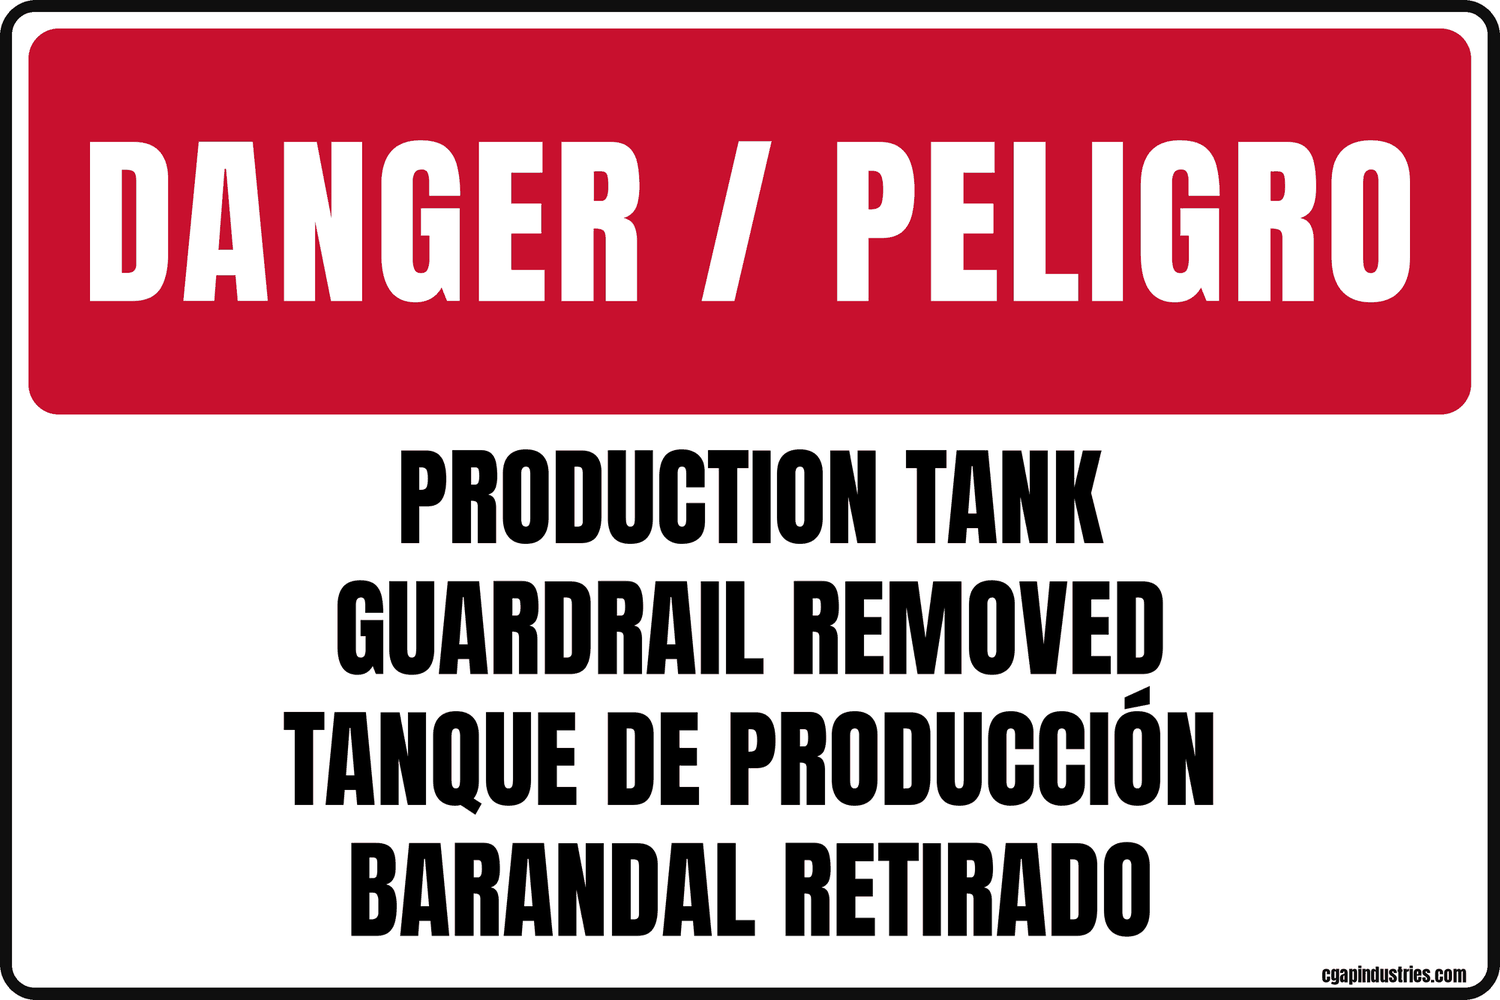 DANGER / PELIGRO
PRODUCTION TANK
GUARDRAIL REMOVED
TANQUE DE PRODUCCIÓN
BARANDAL RETIRADO
cgapindustries.com